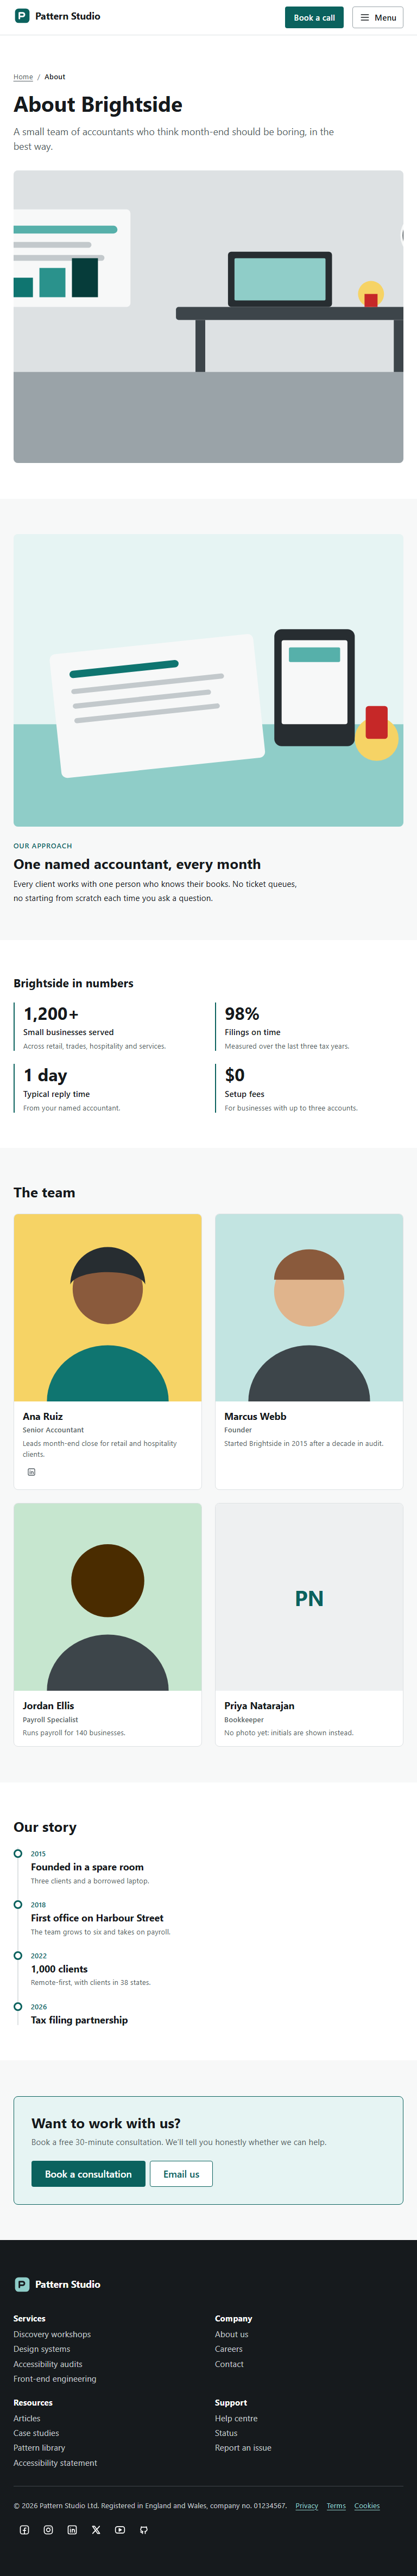 Pattern Studio
Book a call
Menu
Home / About
About Brightside
A small team of accountants who think month-end should be boring, in the
best way.
OUR APPROACH
One named accountant, every month
Every client works with one person who knows their books. No ticket queues,
no starting from scratch each time you ask a question.
Brightside in numbers
1,200+
Small businesses served
Across retail, trades, hospitality and services.
98%
Filings on time
Measured over the last three tax years.
1 day
Typical reply time
From your named accountant.
$0
Setup fees
For businesses with up to three accounts.
The team
Ana Ruiz
Senior Accountant
Leads month-end close for retail and hospitality
clients.
Marcus Webb
Founder
Started Brightside in 2015 after a decade in audit.
Jordan Ellis
Payroll Specialist
Runs payroll for 140 businesses.
PN
Priya Natarajan
Bookkeeper
No photo yet: initials are shown instead.
Our story
2015
Founded in a spare room
Three clients and a borrowed laptop.
2018
First office on Harbour Street
The team grows to six and takes on payroll.
2022
1,000 clients
Remote-first, with clients in 38 states.
2026
Tax filing partnership
Want to work with us?
Book a free 30-minute consultation. We'll tell you honestly whether we can help.
Book a consultation
Email us
Pattern Studio
Services
Discovery workshops
Design systems
Accessibility audits
Front-end engineering
Company
About us
Careers
Contact
Resources
Articles
Case studies
Pattern library
Accessibility statement
Support
Help centre
Status
Report an issue
© 2026 Pattern Studio Ltd. Registered in England and Wales, company no. 01234567.
Privacy
Terms
Cookies